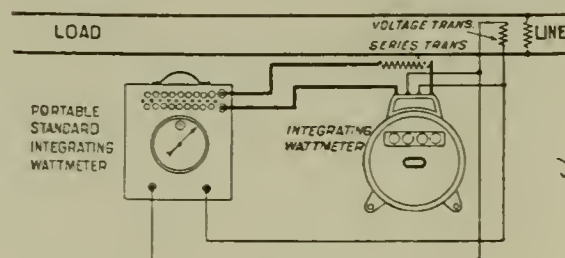 LOAD
VOLTAGE TRANS.
LINE
SERIES TRANS
PORTABLE
STANDARD
INTEGRATING
WATTMETER
INTEGRATING
WATTMETER